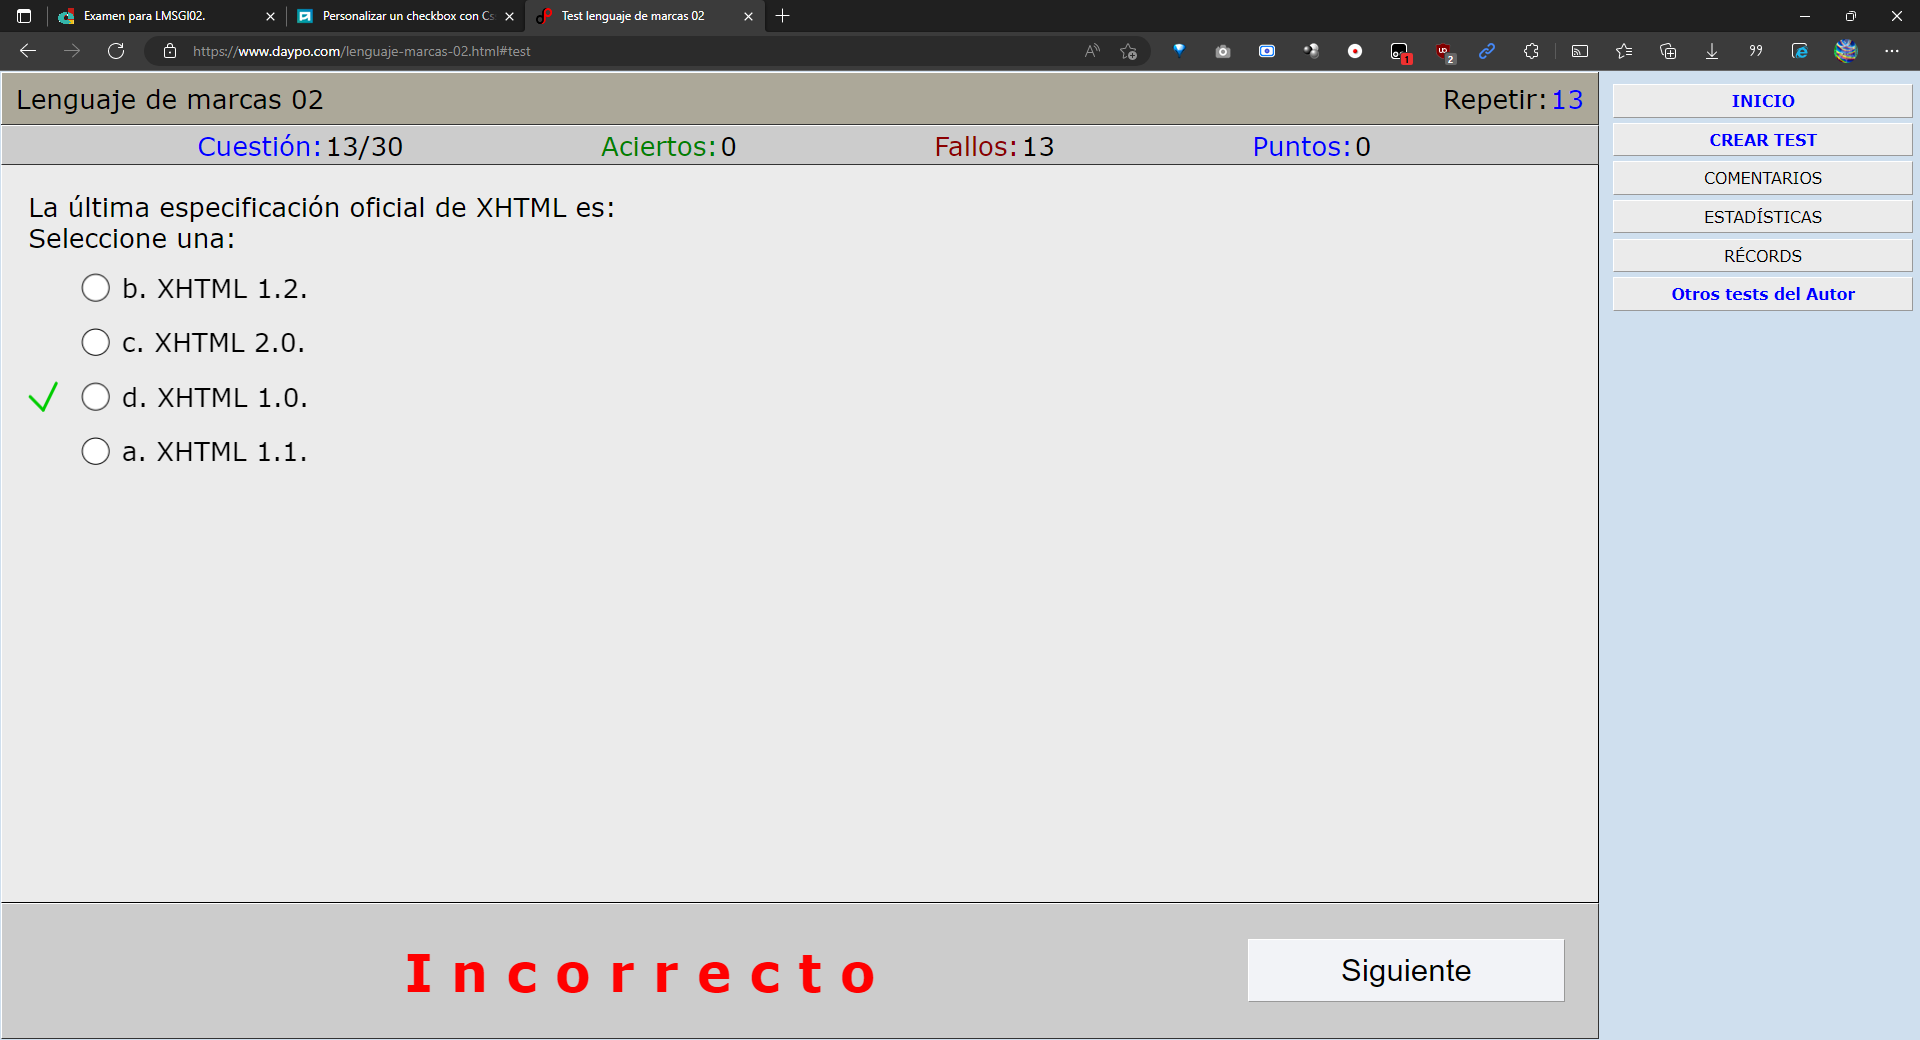 Examen para LMSGI02.
Personalizar un checkbox con Cs
Test lenguaje de marcas 02
https://www.daypo.com/lenguaje-marcas-02.html#test
1
2
Lenguaje de marcas 02
Repetir: 13
Cuestión: 13/30
Aciertos: 0
Fallos: 13
Puntos: 0
La última especificación oficial de XHTML es:
Seleccione una:
b. XHTML 1.2.
c. XHTML 2.0.
d. XHTML 1.0.
a. XHTML 1.1.
Incorrecto
Siguiente
INICIO
CREAR TEST
COMENTARIOS
ESTADÍSTICAS
RÉCORDS
Otros tests del Autor